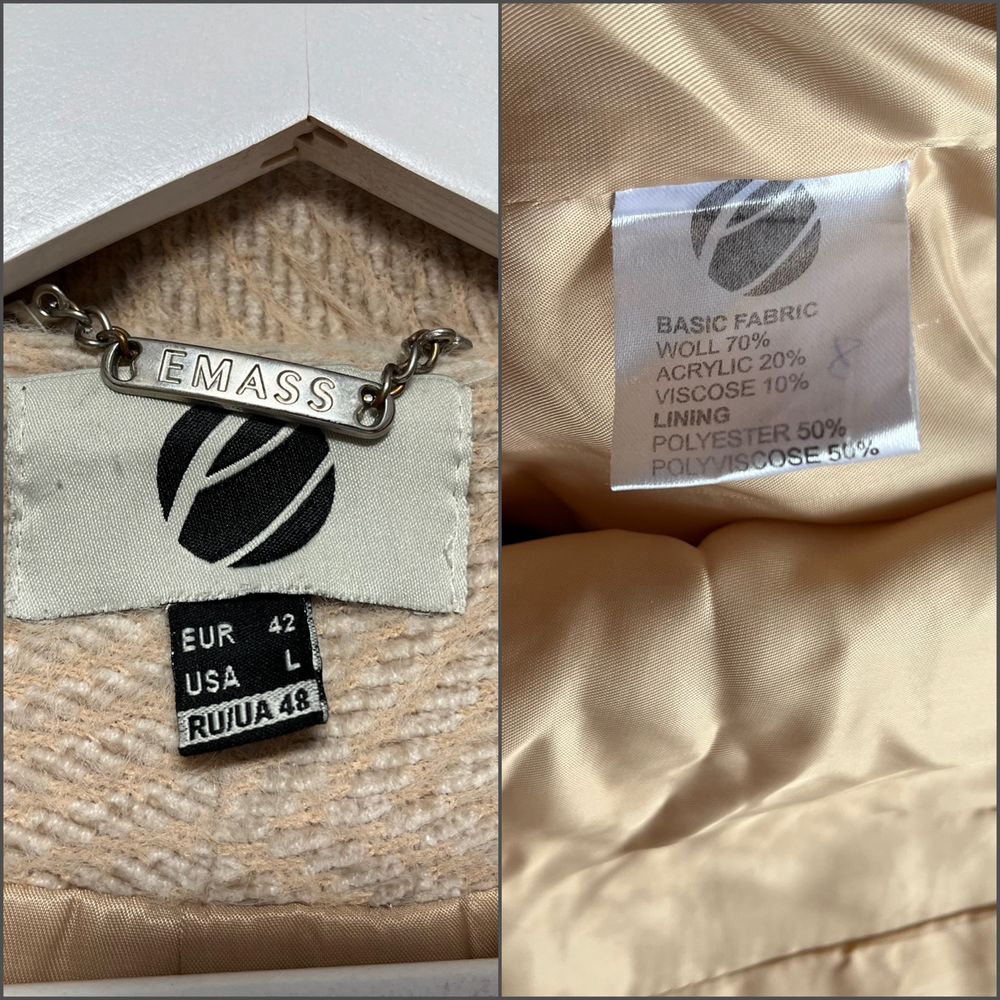 EMASS
EUR 42
USA L
RU/UA 48
BASIC FABRIC
WOLL 70%
ACRYLIC 20%
VISCOSE 10%
LINING
POLYESTER 50%
POLYVISCOSE 50%
8